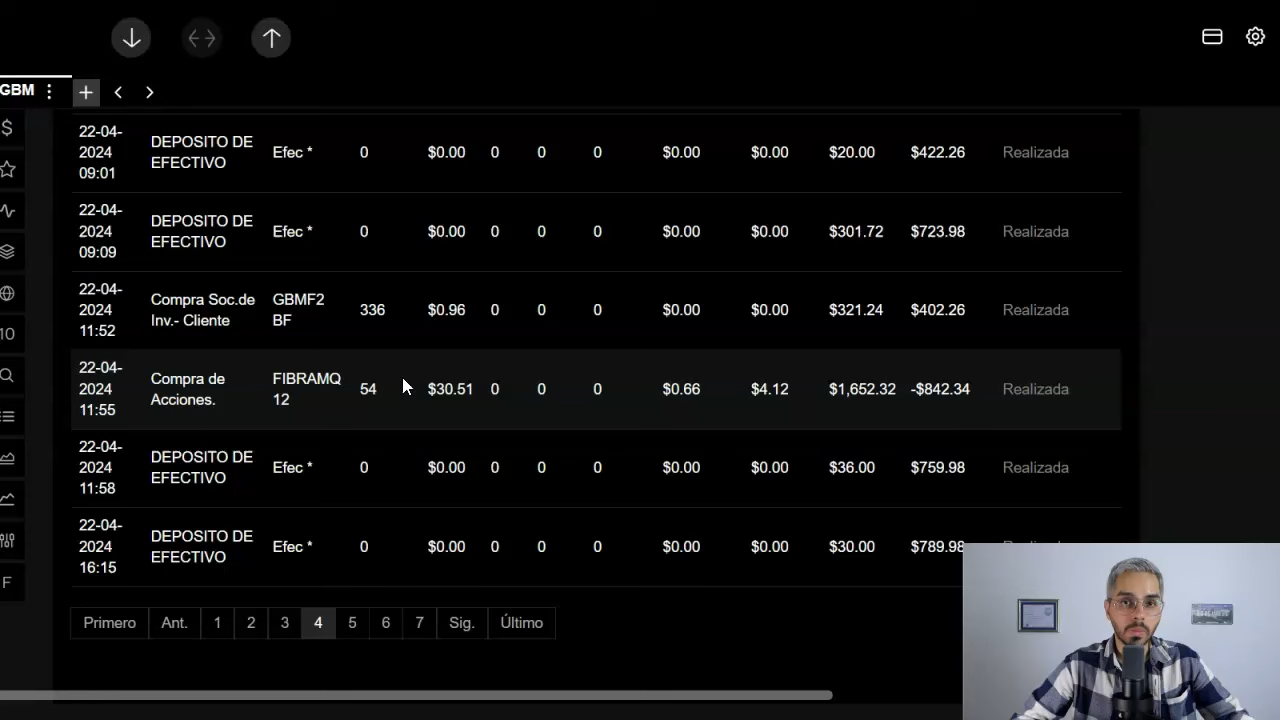 GBM
22-04-
2024
09:01
DEPOSITO DE
EFECTIVO
Efec *
0
$0.00
0
0
0
$0.00
$0.00
$20.00
$422.26
Realizada
22-04-
2024
09:09
DEPOSITO DE
EFECTIVO
Efec *
0
$0.00
0
0
0
$0.00
$0.00
$301.72
$723.98
Realizada
22-04-
2024
11:52
Compra Soc.de
Inv.- Cliente
GBMF2
BF
336
$0.96
0
0
0
$0.00
$0.00
$321.24
$402.26
Realizada
22-04-
2024
11:55
Compra de
Acciones.
FIBRAMQ
12
54
$30.51
0
0
0
$0.66
$4.12
$1,652.32
-$842.34
Realizada
22-04-
2024
11:58
DEPOSITO DE
EFECTIVO
Efec *
0
$0.00
0
0
0
$0.00
$0.00
$36.00
$759.98
Realizada
22-04-
2024
16:15
DEPOSITO DE
EFECTIVO
Efec *
0
$0.00
0
0
0
$0.00
$0.00
$30.00
$789.98
10
F
Primero
Ant.
1
2
3
4
5
6
7
Sig.
Último